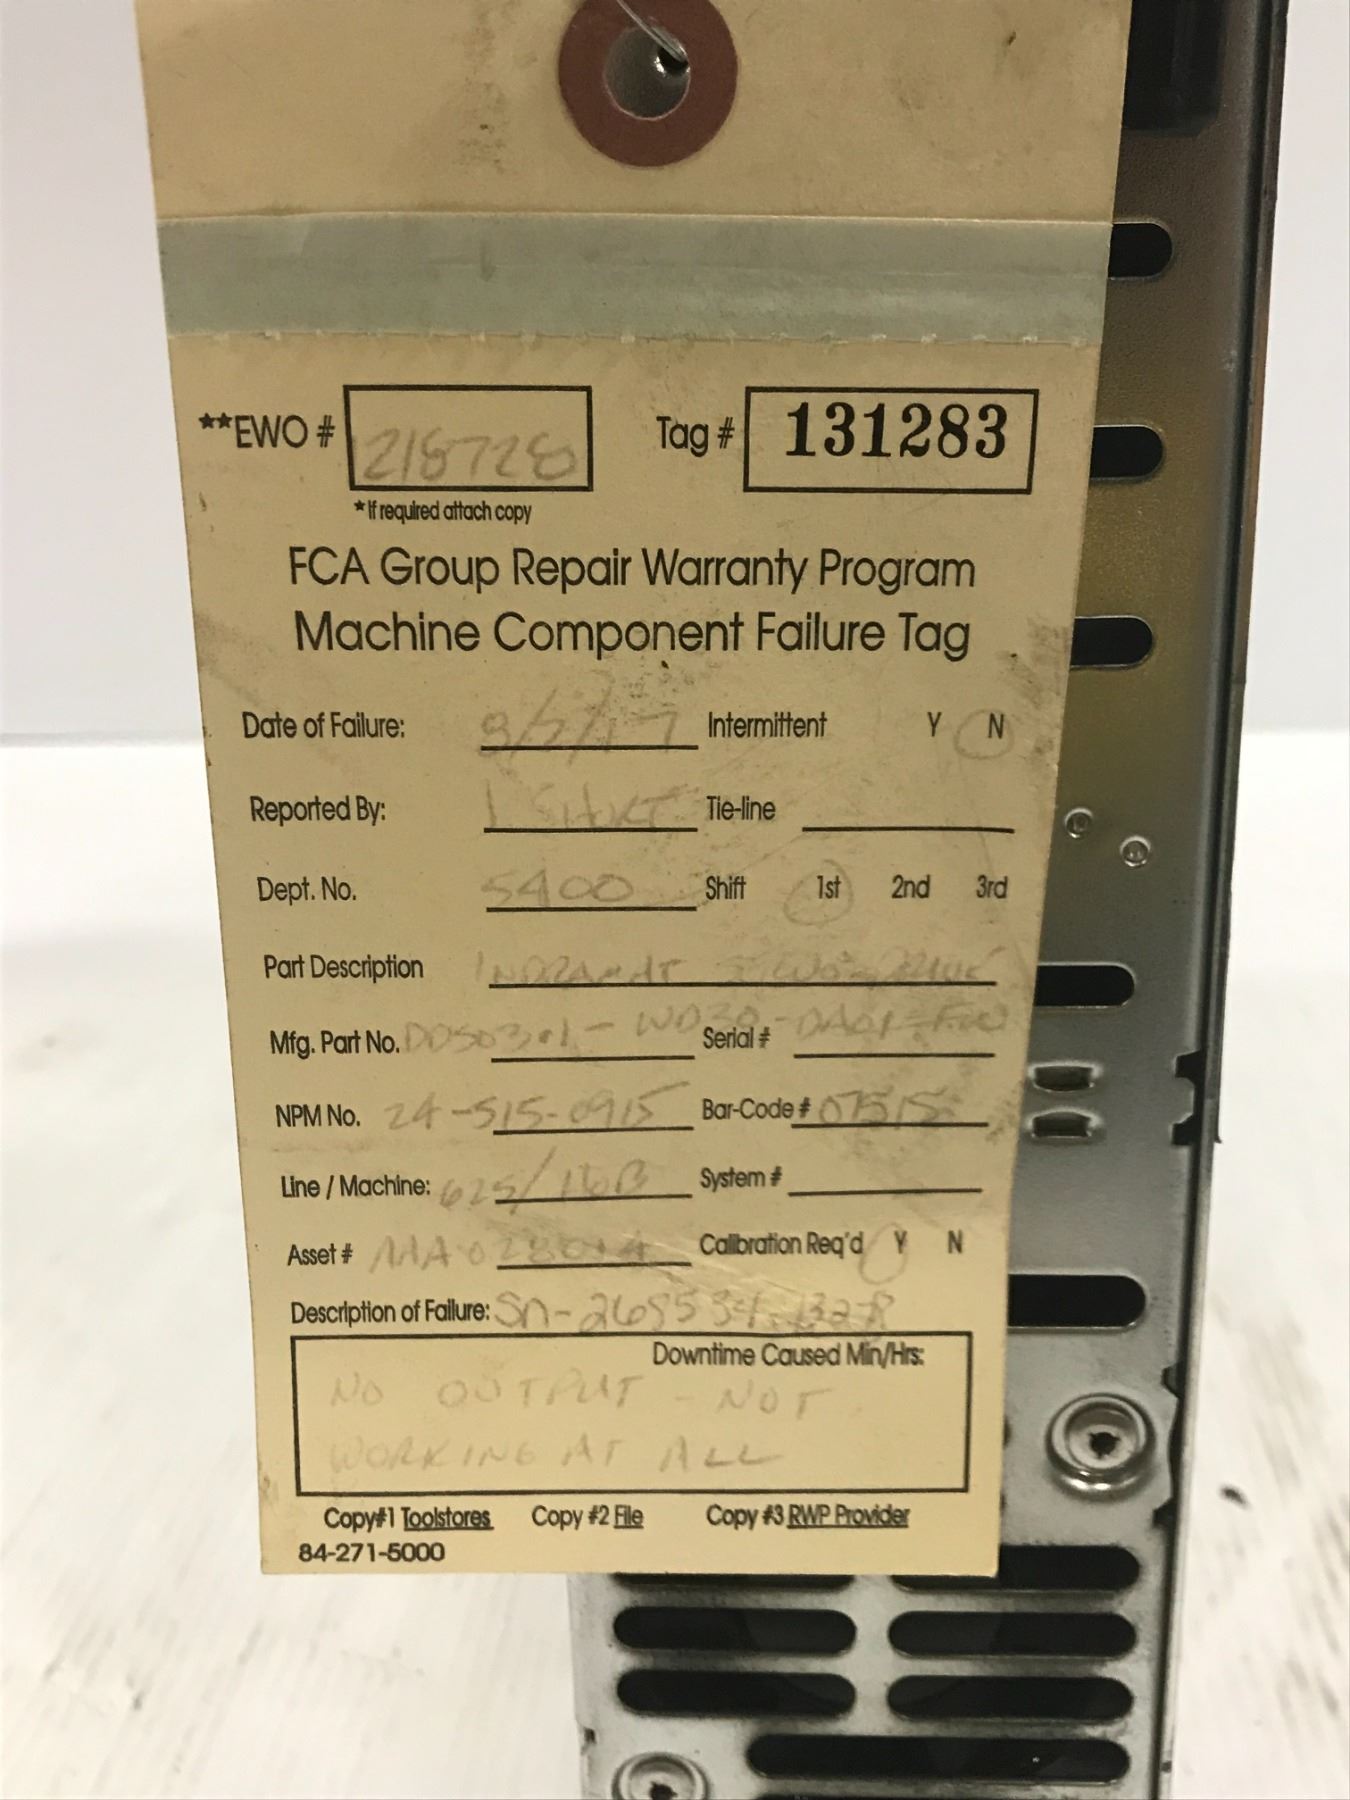 **EWO # 218728 Tag # 131283
*If required attach copy
FCA Group Repair Warranty Program
Machine Component Failure Tag
Date of Failure: Intermittent Y N
Reported By: Tie-line
Dept. No. 5400 Shift 1st 2nd 3rd
Part Description INDRAMAT
Mfg. Part No. Serial #
NPM No. 24-515-0915 Bar-Code # 07515
Line / Machine: 625/16B System #
Asset # Calibration Req'd Y N
Description of Failure:
Downtime Caused Min/Hrs:
NO OUTPUT - NOT
WORKING AT ALL
Copy#1 Toolstores Copy #2 File Copy #3 RWP Provider
84-271-5000